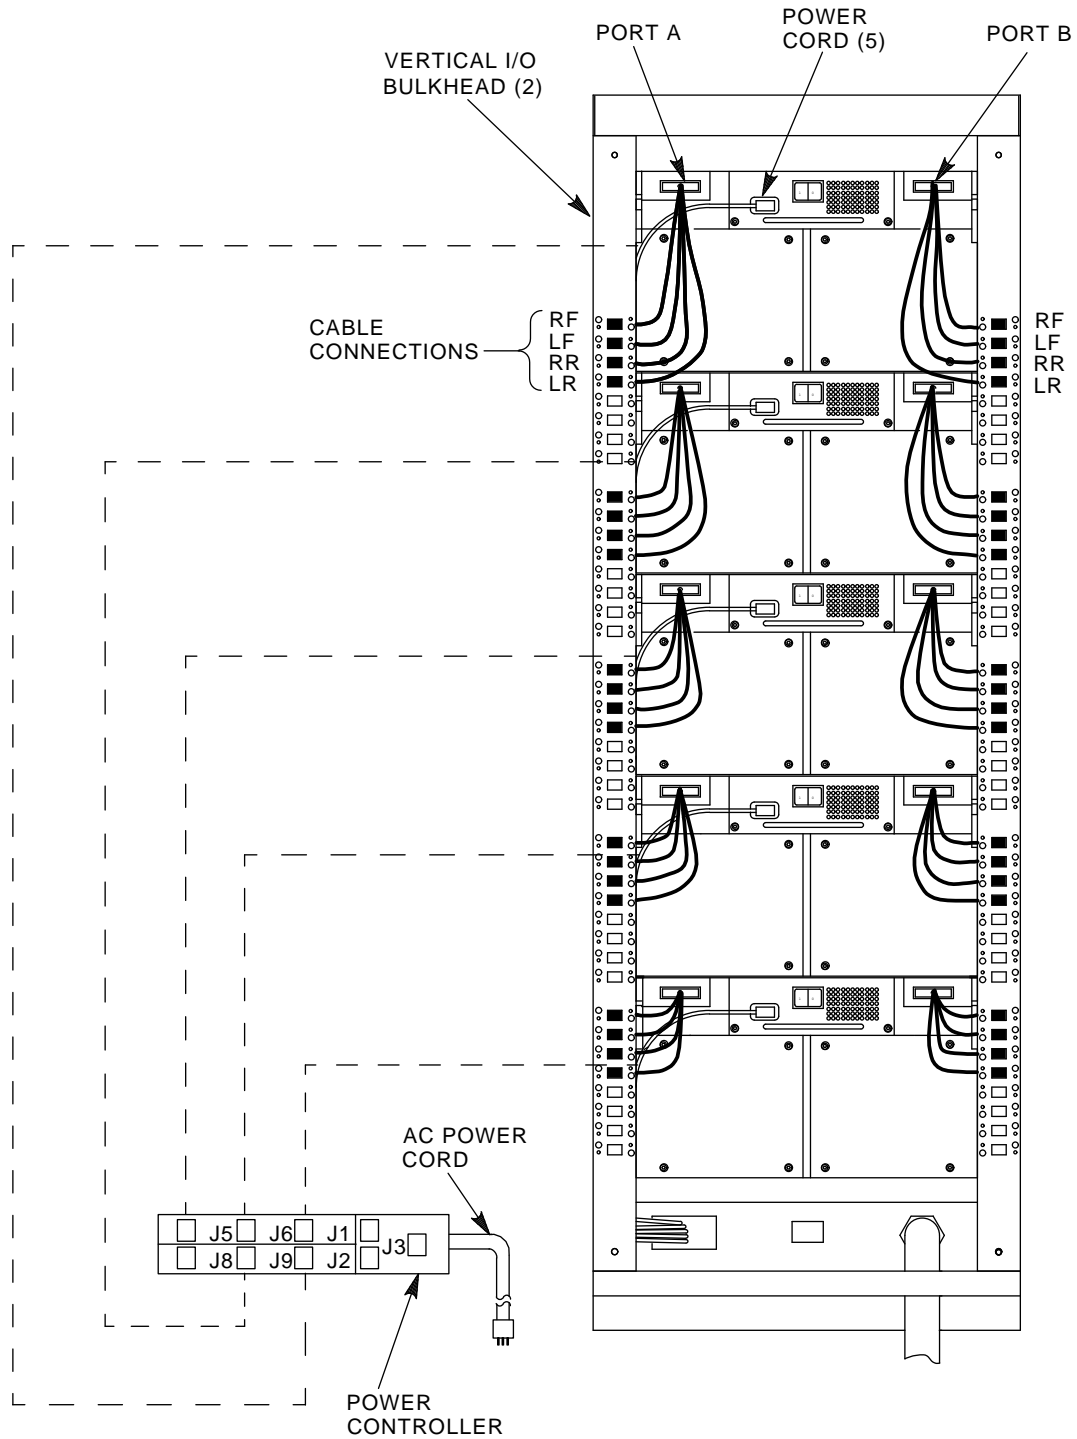 PORT A
POWER
CORD (5)
PORT B
VERTICAL I/O
BULKHEAD (2)
CABLE
CONNECTIONS
RF
LF
RR
LR
RF
LF
RR
LR
AC POWER
CORD
J5 J6 J1
J3
J8 J9 J2
POWER
CONTROLLER